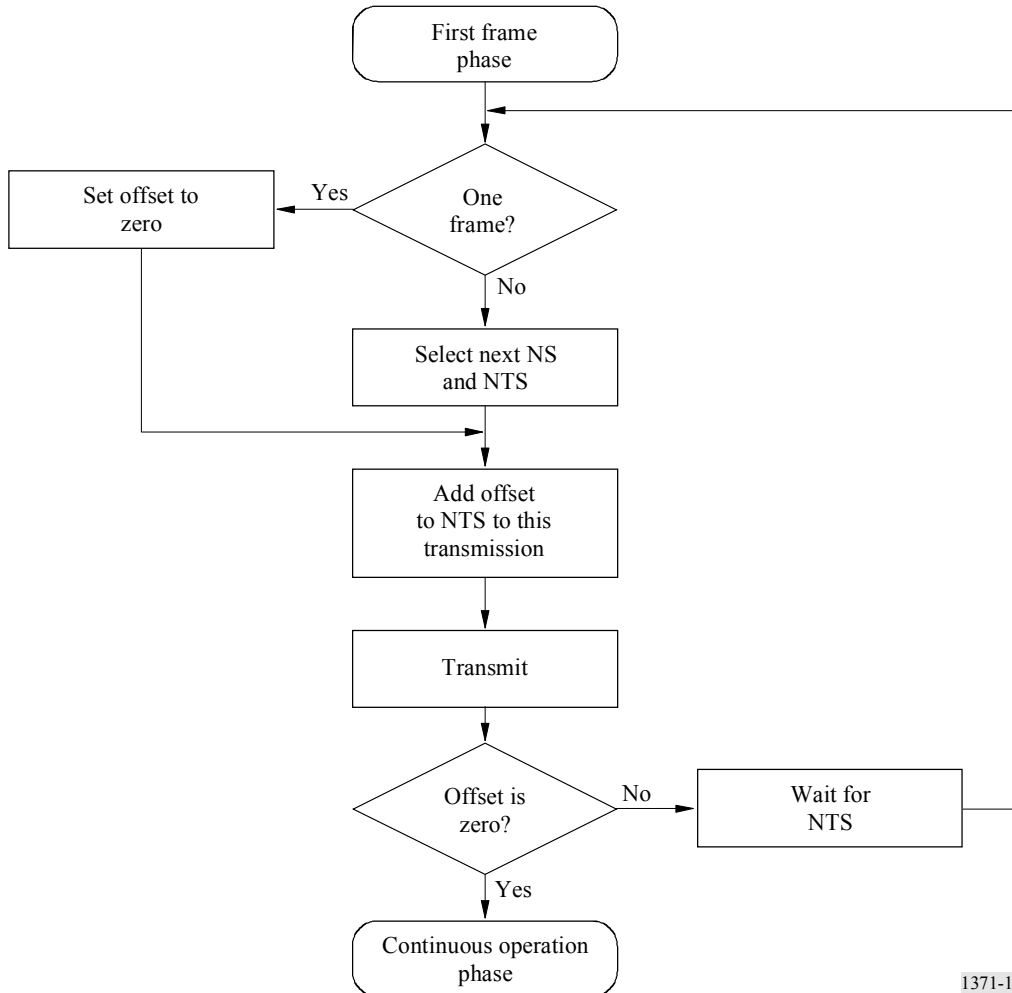 First frame
phase
One
frame?
Yes
Set offset to
zero
No
Select next NS
and NTS
Add offset
to NTS to this
transmission
Transmit
Offset is
zero?
No
Wait for
NTS
Yes
Continuous operation
phase
1371-1